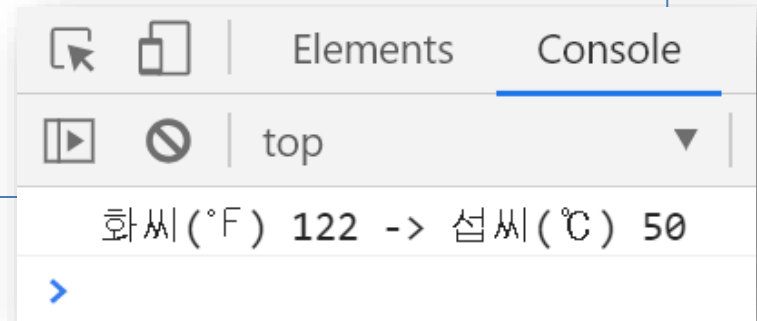 Elements Console
top
화씨(℉) 122 -> 섭씨(℃) 50